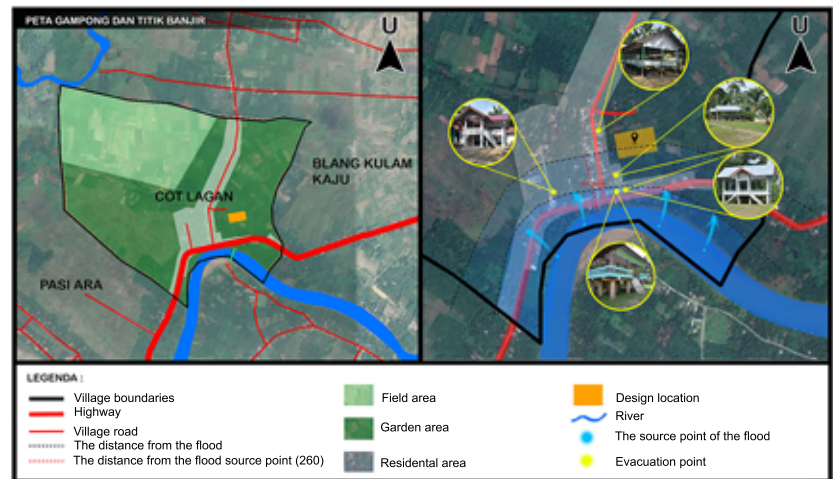 PETA GAMPONG DAN TITIK BANJIR
U
BLANG KULAM
KAJU
COT LAGAN
PASI ARA
U
LEGENDA :
Village boundaries
Highway
Village road
The distance from the flood
The distance from the flood source point (260)
Field area
Garden area
Residental area
Design location
River
The source point of the flood
Evacuation point